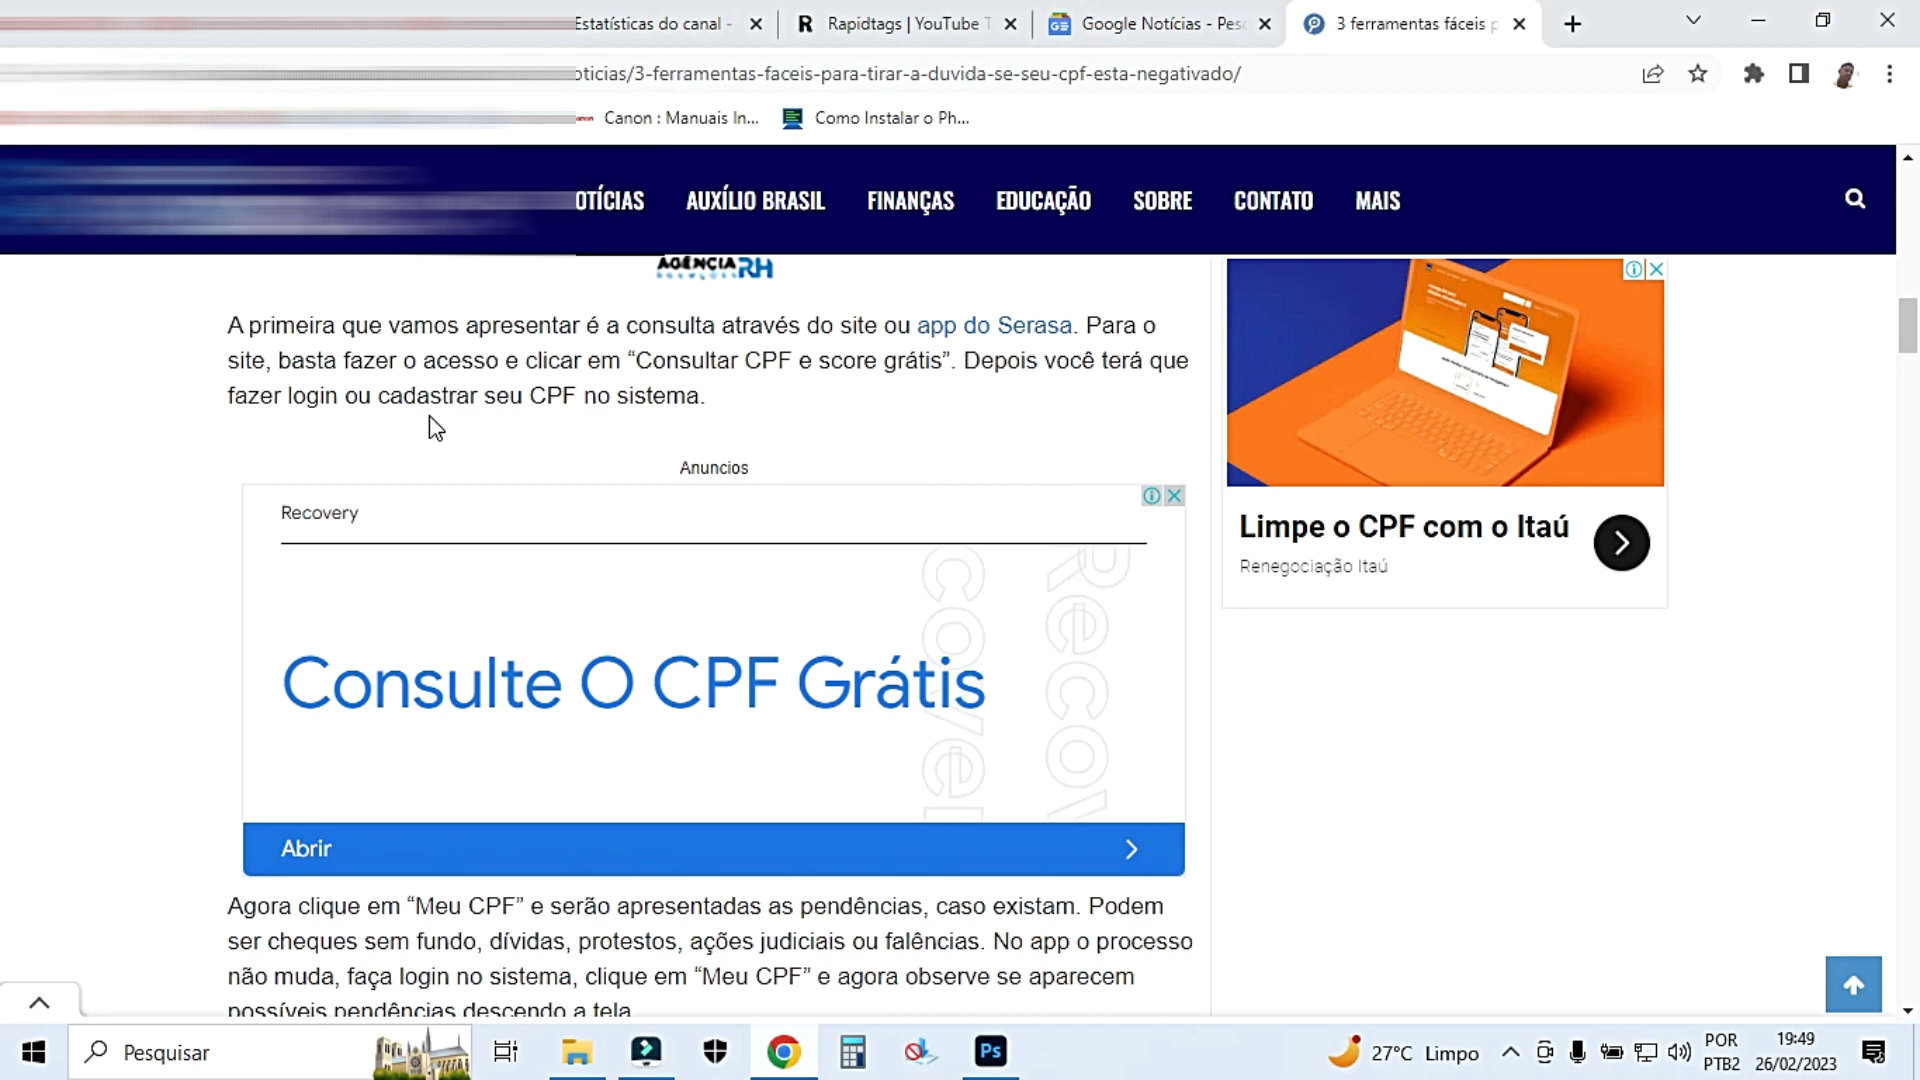 Estatísticas do canal -
Rapidtags | YouTube T
Google Notícias - Pesq
3 ferramentas fáceis p
oticias/3-ferramentas-faceis-para-tirar-a-duvida-se-seu-cpf-esta-negativado/
Canon : Manuais In...
Como Instalar o Ph...
OTÍCIAS
AUXÍLIO BRASIL
FINANÇAS
EDUCAÇÃO
SOBRE
CONTATO
MAIS
AGÊNCIA RH
A primeira que vamos apresentar é a consulta através do site ou app do Serasa. Para o
site, basta fazer o acesso e clicar em “Consultar CPF e score grátis”. Depois você terá que
fazer login ou cadastrar seu CPF no sistema.
Anuncios
Recovery
Consulte O CPF Grátis
Abrir
Limpe o CPF com o Itaú
Renegociação Itaú
Agora clique em “Meu CPF” e serão apresentadas as pendências, caso existam. Podem
ser cheques sem fundo, dívidas, protestos, ações judiciais ou falências. No app o processo
não muda, faça login no sistema, clique em “Meu CPF” e agora observe se aparecem
possíveis pendências descendo a tela
Pesquisar
Ps
27°C Limpo
POR
PTB2
19:49
26/02/2023